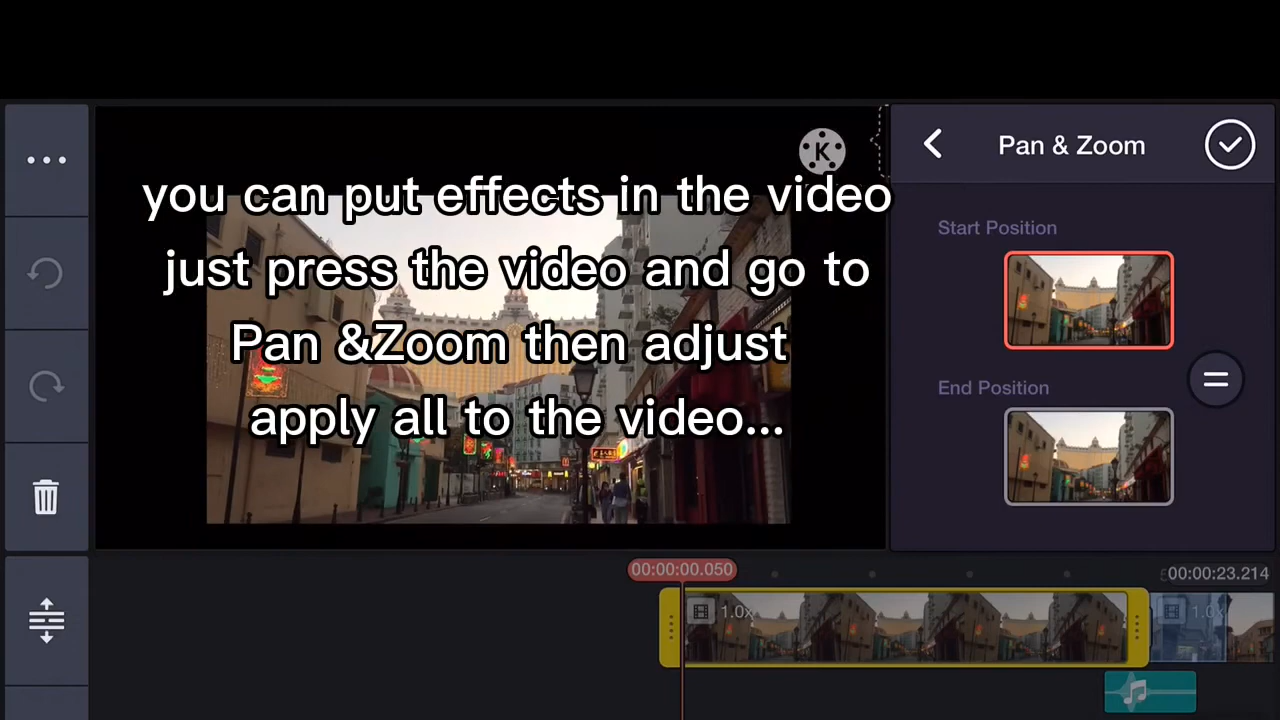 Pan & Zoom
K
you can put effects in the video
just press the video and go to
Pan &Zoom then adjust
apply all to the video...
Start Position
End Position
00:00:00.050
00:00:23.214
1.0x
1.0x